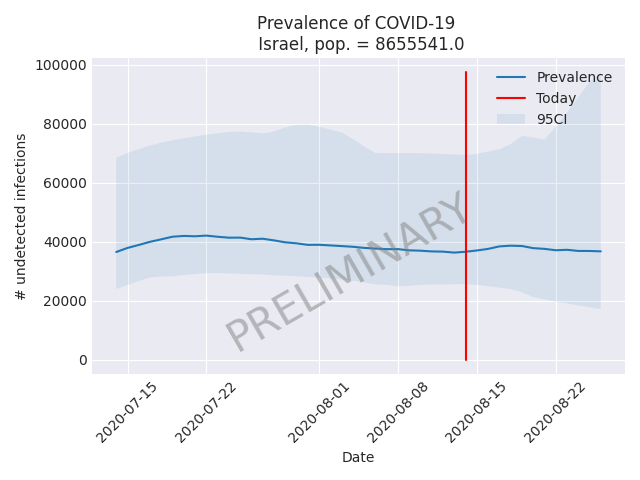 Prevalence of COVID-19
Israel, pop. = 8655541.0
100000
80000
60000
40000
20000
0
# undetected infections
Prevalence
Today
95CI
PRELIMINARY
2020-07-15
2020-07-22
2020-08-01
2020-08-08
2020-08-15
2020-08-22
Date